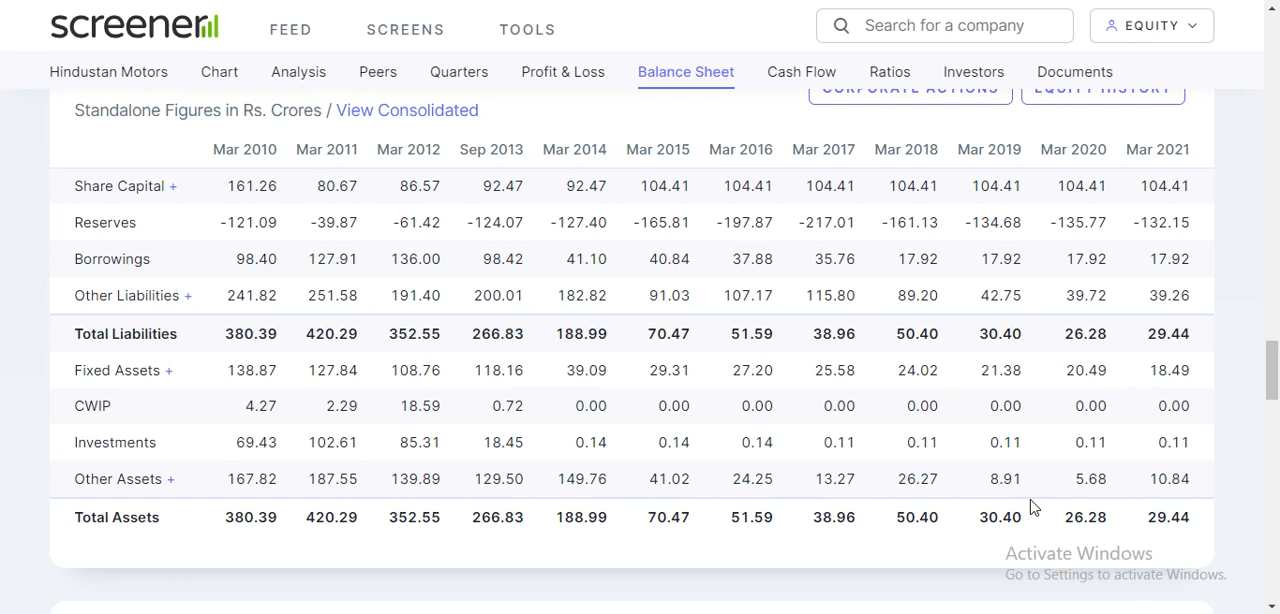 screener
FEED SCREENS TOOLS Search for a company EQUITY
Hindustan Motors Chart Analysis Peers Quarters Profit & Loss Balance Sheet Cash Flow Ratios Investors Documents
CORPORATE ACTIONS EQUITY HISTORY
Standalone Figures in Rs. Crores / View Consolidated
Mar 2010 Mar 2011 Mar 2012 Sep 2013 Mar 2014 Mar 2015 Mar 2016 Mar 2017 Mar 2018 Mar 2019 Mar 2020 Mar 2021
Share Capital + 161.26 80.67 86.57 92.47 92.47 104.41 104.41 104.41 104.41 104.41 104.41 104.41
Reserves -121.09 -39.87 -61.42 -124.07 -127.40 -165.81 -197.87 -217.01 -161.13 -134.68 -135.77 -132.15
Borrowings 98.40 127.91 136.00 98.42 41.10 40.84 37.88 35.76 17.92 17.92 17.92 17.92
Other Liabilities + 241.82 251.58 191.40 200.01 182.82 91.03 107.17 115.80 89.20 42.75 39.72 39.26
Total Liabilities 380.39 420.29 352.55 266.83 188.99 70.47 51.59 38.96 50.40 30.40 26.28 29.44
Fixed Assets + 138.87 127.84 108.76 118.16 39.09 29.31 27.20 25.58 24.02 21.38 20.49 18.49
CWIP 4.27 2.29 18.59 0.72 0.00 0.00 0.00 0.00 0.00 0.00 0.00 0.00
Investments 69.43 102.61 85.31 18.45 0.14 0.14 0.14 0.11 0.11 0.11 0.11 0.11
Other Assets + 167.82 187.55 139.89 129.50 149.76 41.02 24.25 13.27 26.27 8.91 5.68 10.84
Total Assets 380.39 420.29 352.55 266.83 188.99 70.47 51.59 38.96 50.40 30.40 26.28 29.44
Activate Windows
Go to Settings to activate Windows.